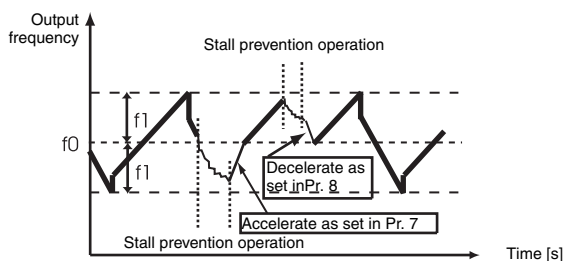 Output
frequency
Stall prevention operation
f1
f0
f1
Decelerate as
set inPr. 8
Accelerate as set in Pr. 7
Stall prevention operation
Time [s]